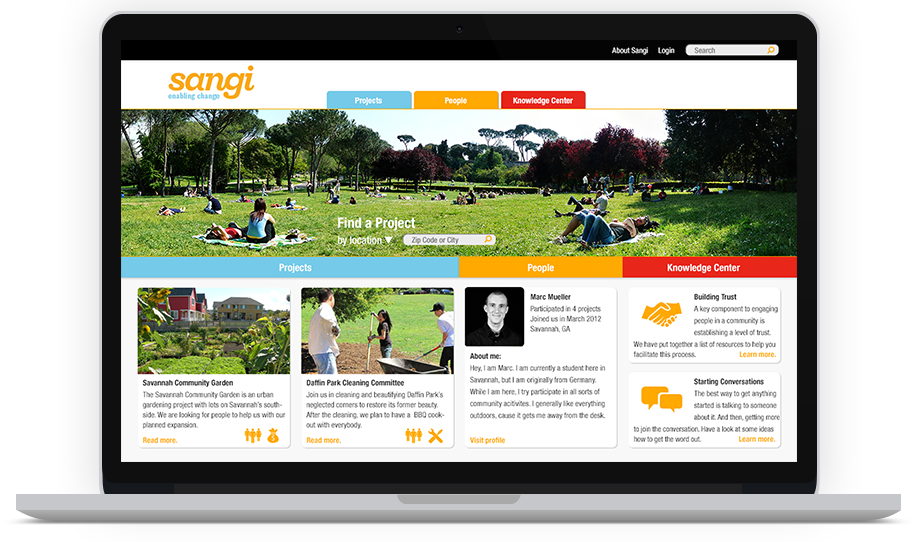 About Sangi Login Search
sangi
enabling change
Projects People Knowledge Center
Find a Project
by location Zip Code or City
Projects People Knowledge Center
Savannah Community Garden
The Savannah Community Garden is an urban
gardening project with lots on Savannah's south-
side. We are looking for people to help us with our
planned expansion.
Read more.
Daffin Park Cleaning Committee
Join us in cleaning and beautifying Daffin Park's
neglected corners to restore its former beauty.
After the cleaning, we plan to have a BBQ cook-
out with everybody.
Read more.
Marc Mueller
Participated in 4 projects
Joined us in March 2012
Savannah, GA
About me:
Hey, I am Marc. I am currently a student here in
Savannah, but I am originally from Germany.
While I am here, I try to participate in all sorts of
community acitivites. I generally like everything
outdoors, cause it gets me away from the desk.
Visit profile
Building Trust
A key component to engaging
people in a community is
establishing a level of trust.
We have put together a list of resources to help you
facilitate this process. Learn more.
Starting Conversations
The best way to get anything
started is talking to someone
about it. And then, getting more
to join the conversation. Have a look at some ideas
how to get the word out. Learn more.